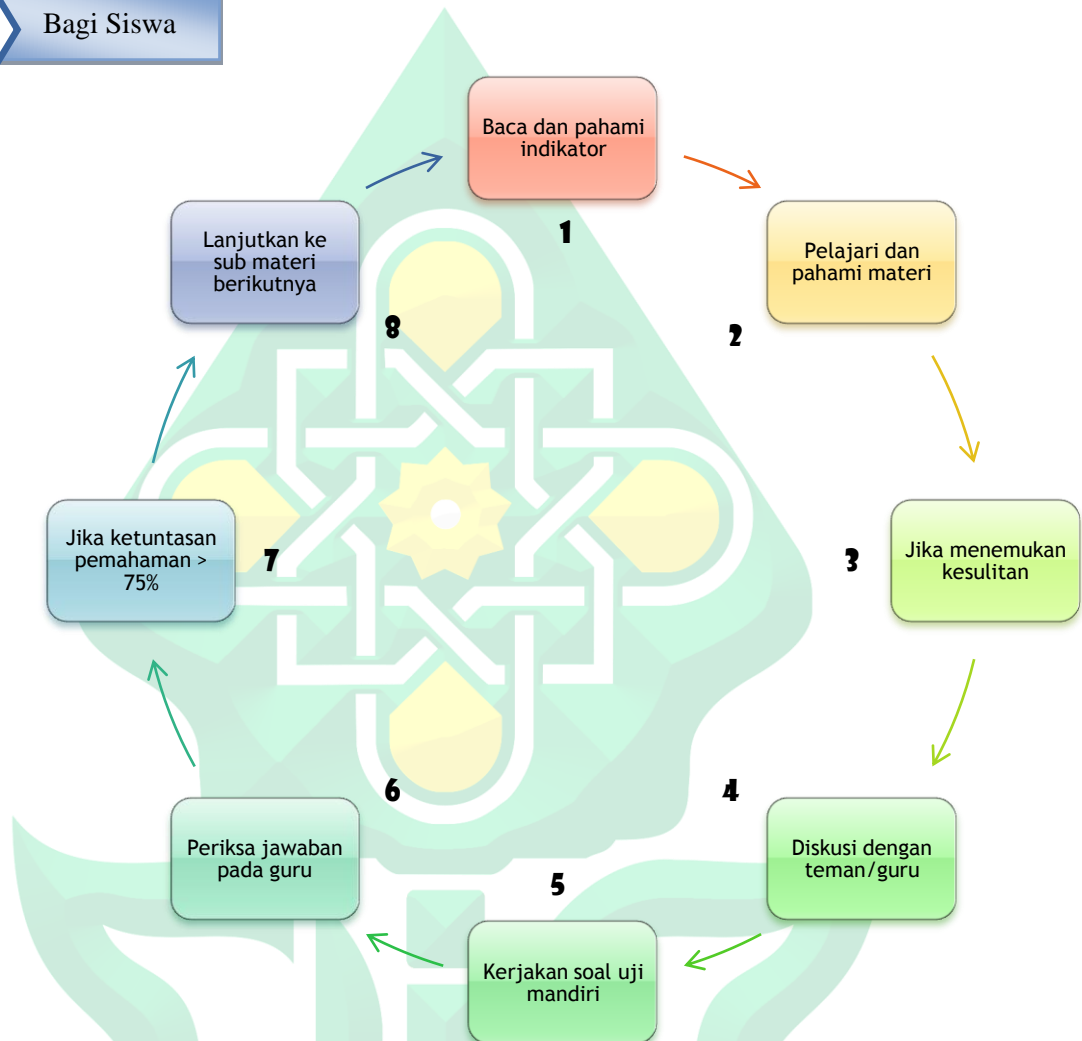 Bagi Siswa
Baca dan pahami
indikator
1
Pelajari dan
pahami materi
2
Jika menemukan
kesulitan
3
Diskusi dengan
teman/guru
4
Kerjakan soal uji
mandiri
5
Periksa jawaban
pada guru
6
Jika ketuntasan
pemahaman >
75%
7
Lanjutkan ke
sub materi
berikutnya
8